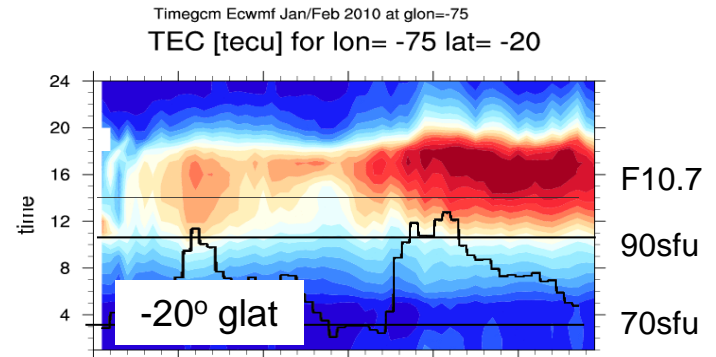 Timegcm Ecwmf Jan/Feb 2010 at glon=-75
TEC [tecu] for lon= -75 lat= -20
24
20
16
12
8
4
time
F10.7
90sfu
70sfu
-20º glat